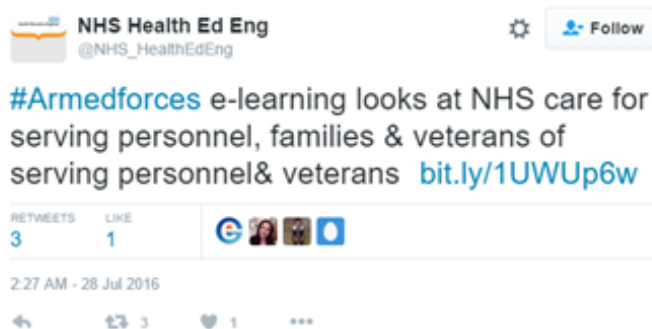 NHS Health Ed Eng
@NHS_HealthEdEng
Follow
#Armedforces e-learning looks at NHS care for
serving personnel, families & veterans of
serving personnel& veterans bit.ly/1UWUp6w
RETWEETS LIKE
3 1
2:27 AM - 28 Jul 2016
3 1